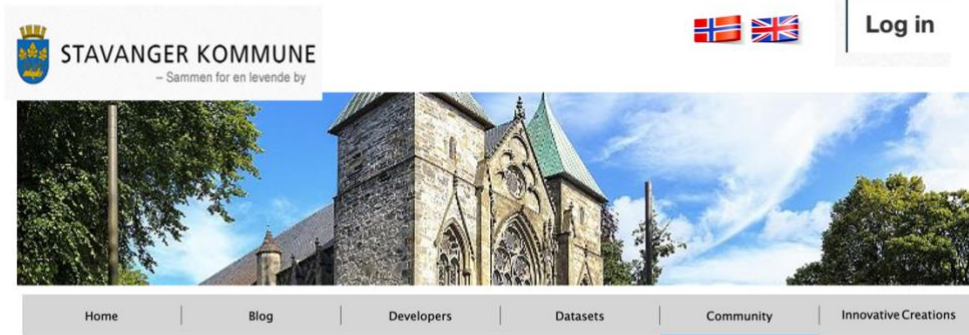 Log in
STAVANGER KOMMUNE
– Sammen for en levende by
Home
Blog
Developers
Datasets
Community
Innovative Creations